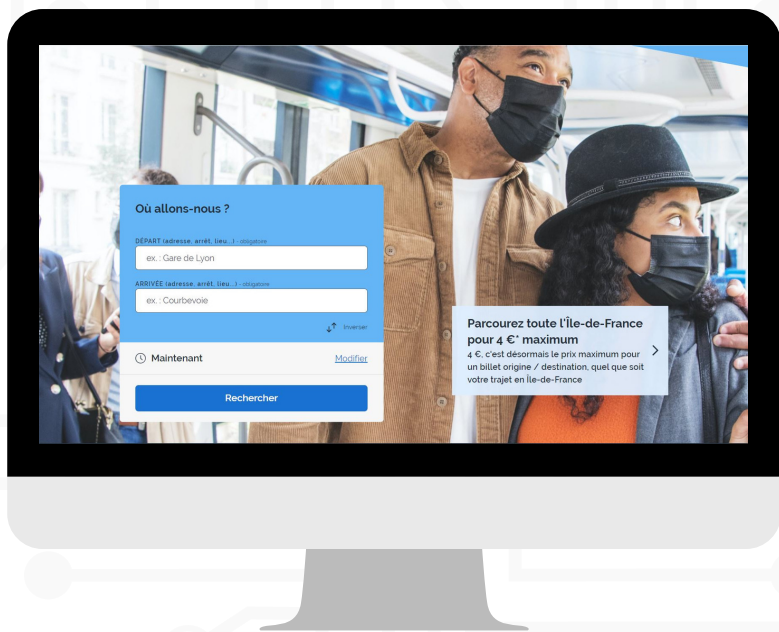 Où allons-nous ?
DÉPART (adresse, arrêt, lieu...) - obligatoire
ex. : Gare de Lyon
ARRIVÉE (adresse, arrêt, lieu...) - obligatoire
ex. : Courbevoie
Inverser
Maintenant
Modifier
Rechercher
Parcourez toute l'Île-de-France
pour 4 €* maximum
4 €, c'est désormais le prix maximum pour
un billet origine / destination, quel que soit
votre trajet en Île-de-France